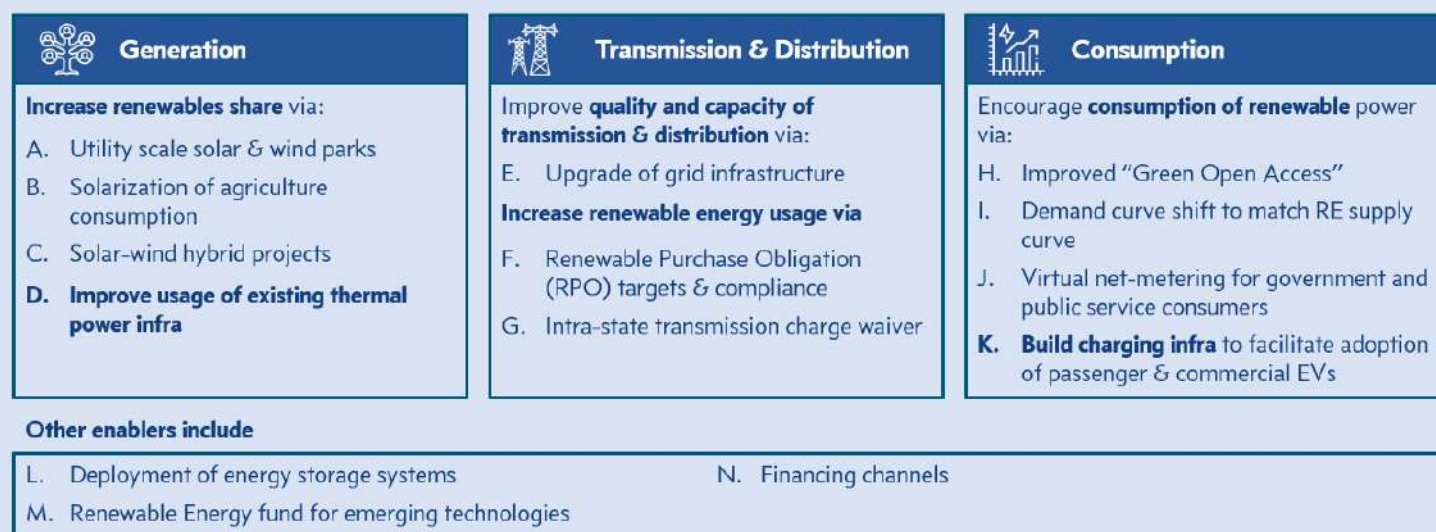 Generation
Increase renewables share via:
A. Utility scale solar & wind parks
B. Solarization of agriculture
consumption
C. Solar-wind hybrid projects
D. Improve usage of existing thermal
power infra
Transmission & Distribution
Improve quality and capacity of
transmission & distribution via:
E. Upgrade of grid infrastructure
Increase renewable energy usage via
F. Renewable Purchase Obligation
(RPO) targets & compliance
G. Intra-state transmission charge waiver
Consumption
Encourage consumption of renewable power
via:
H. Improved “Green Open Access”
I. Demand curve shift to match RE supply
curve
J. Virtual net-metering for government and
public service consumers
K. Build charging infra to facilitate adoption
of passenger & commercial EVs
Other enablers include
L. Deployment of energy storage systems
M. Renewable Energy fund for emerging technologies
N. Financing channels